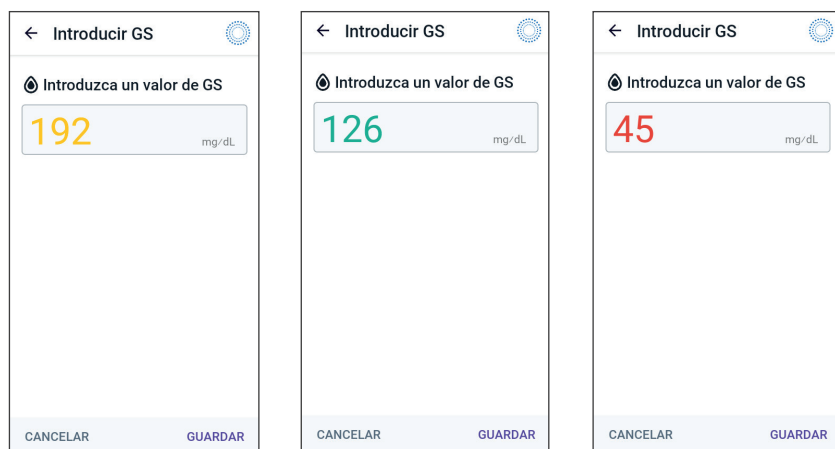 Introducir GS
Introduzca un valor de GS
192 mg/dL
CANCELAR GUARDAR
Introducir GS
Introduzca un valor de GS
126 mg/dL
CANCELAR GUARDAR
Introducir GS
Introduzca un valor de GS
45 mg/dL
CANCELAR GUARDAR